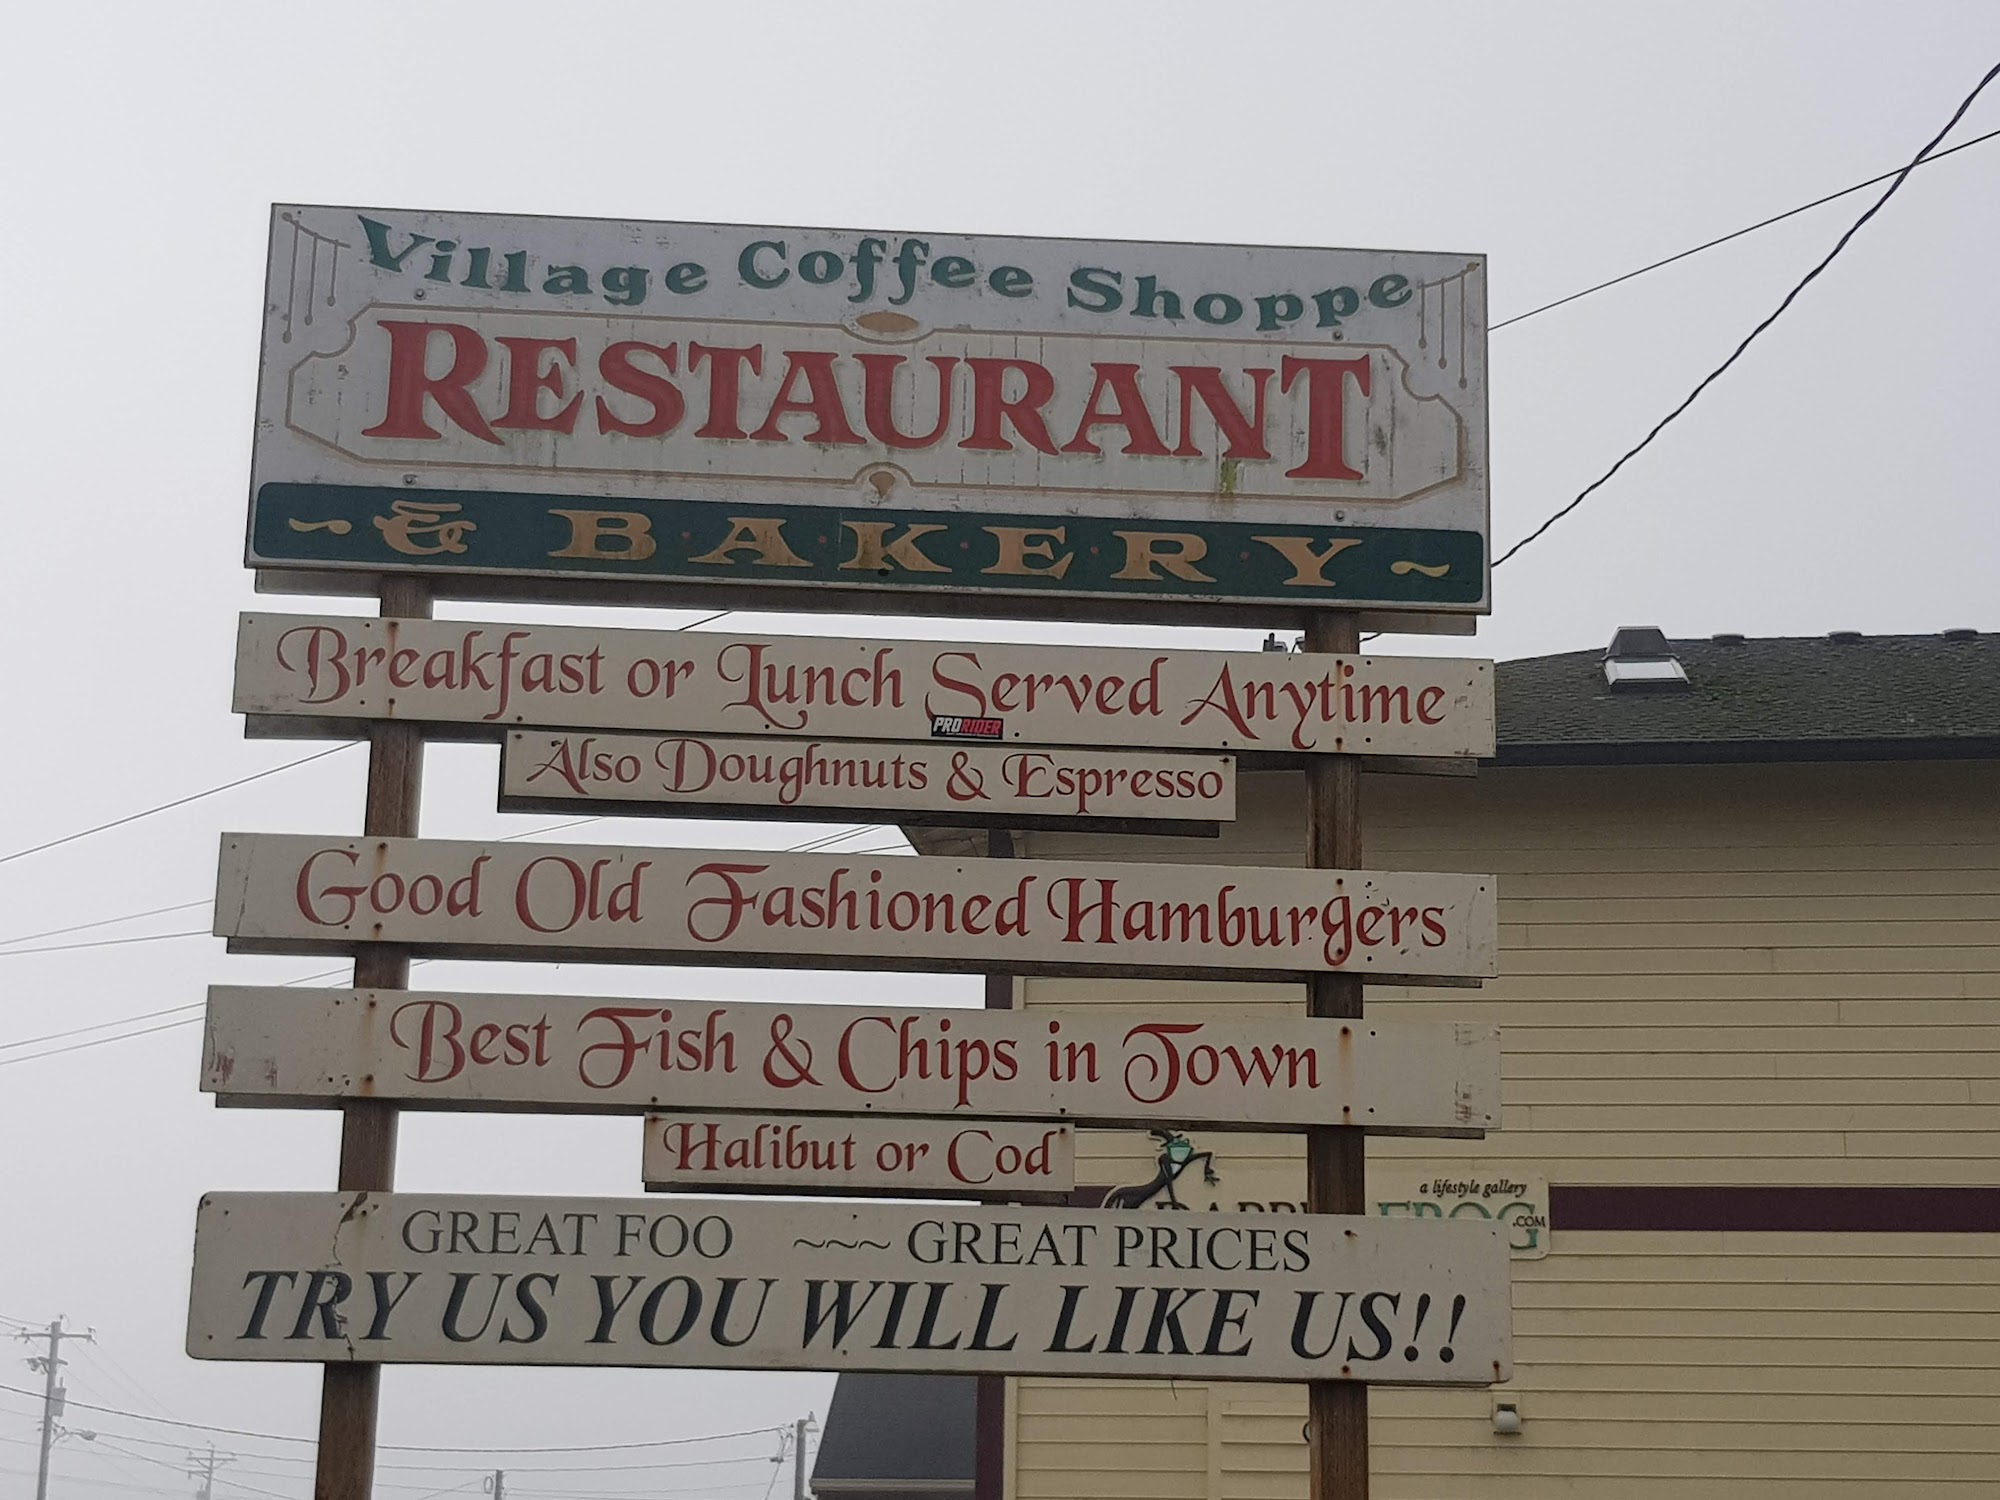 Village Coffee Shoppe
RESTAURANT
~ & B·A·K·E·R·Y ~
Breakfast or Lunch Served Anytime
PRORIDER
Also Doughnuts & Espresso
Good Old Fashioned Hamburgers
Best Fish & Chips in Town
Halibut or Cod
a lifestyle gallery
FROG.COM
GREAT FOO ~~~ GREAT PRICES
TRY US YOU WILL LIKE US!!